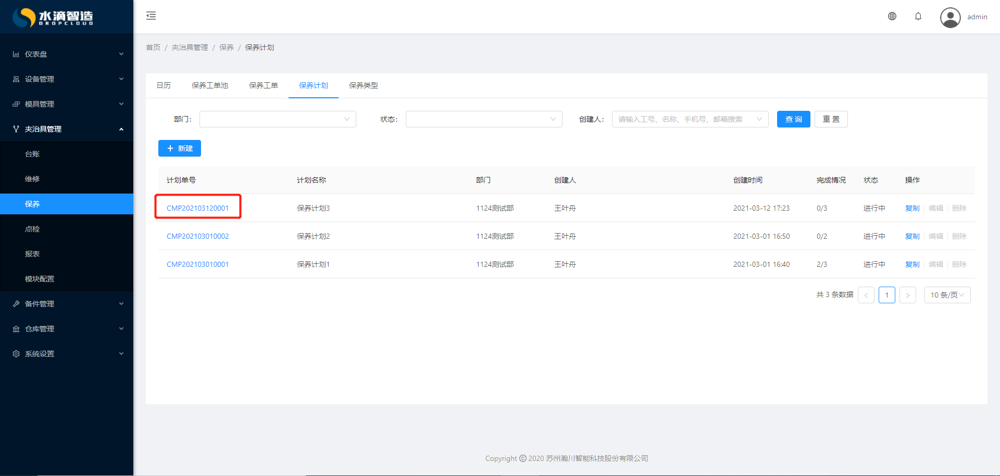 水滴智造
DROPCLOUD
admin
仪表盘
设备管理
模具管理
夹治具管理
台账
维修
保养
点检
报表
模块配置
备件管理
仓库管理
系统设置
首页 / 夹治具管理 / 保养 / 保养计划
日历 保养工单池 保养工单 保养计划 保养类型
部门: 状态: 创建人: 请输入工号、名称、手机号、邮箱搜索 查 询 重 置
+ 新建
计划单号 计划名称 部门 创建人 创建时间 完成情况 状态 操作
CMP202103120001 保养计划3 1124测试部 王叶舟 2021-03-12 17:23 0/3 进行中 复制 编辑 删除
CMP202103010002 保养计划2 1124测试部 王叶舟 2021-03-01 16:50 0/2 进行中 复制 编辑 删除
CMP202103010001 保养计划1 1124测试部 王叶舟 2021-03-01 16:40 2/3 进行中 复制 编辑 删除
共 3 条数据 < 1 > 10 条/页
Copyright © 2020 苏州瀚川智能科技股份有限公司